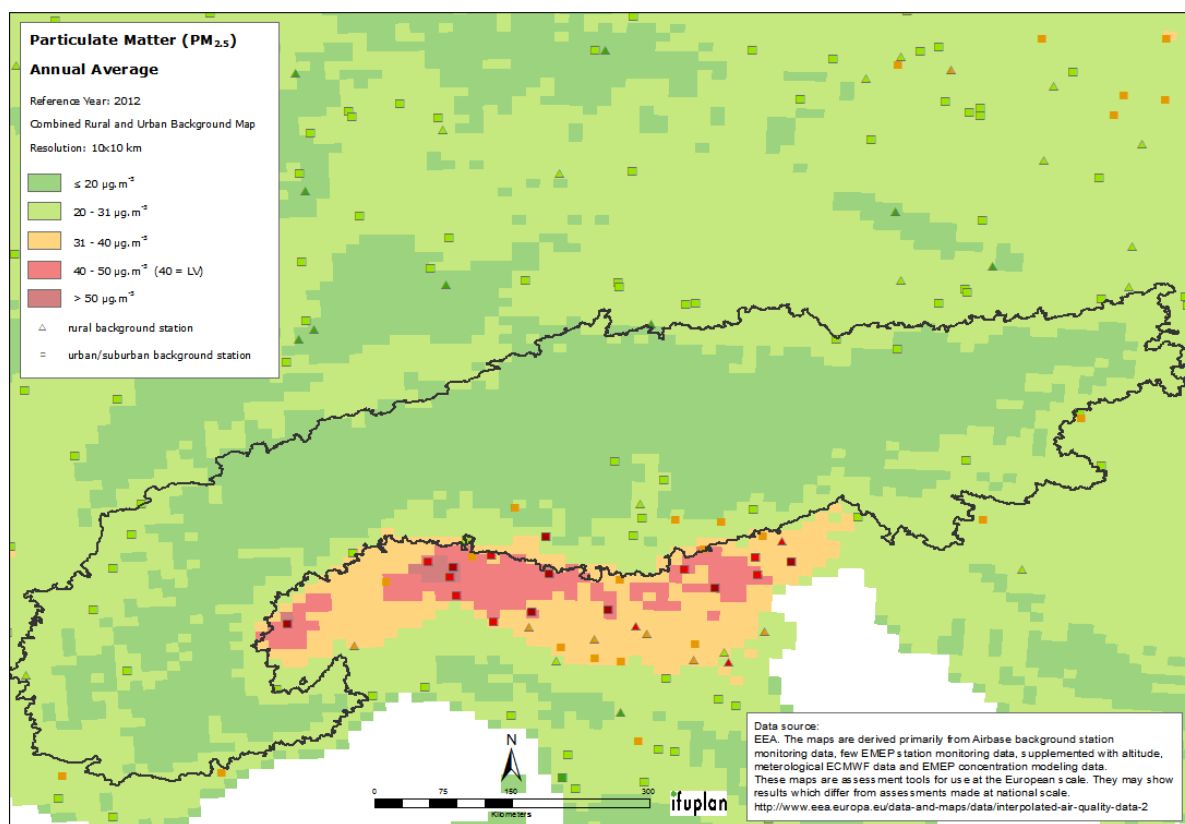 Particulate Matter (PM2.5)
Annual Average
Reference Year: 2012
Combined Rural and Urban Background Map
Resolution: 10x10 km
≤ 20 µg.m⁻³
20 - 31 µg.m⁻³
31 - 40 µg.m⁻³
40 - 50 µg.m⁻³ (40 = LV)
> 50 µg.m⁻³
rural background station
urban/suburban background station
N
0 75 150 300
Kilometers
ifuplan
Data source:
EEA. The maps are derived primarily from Airbase background station
monitoring data, few EMEP station monitoring data, supplemented with altitude,
meterological ECMWF data and EMEP concentration modeling data.
These maps are assessment tools for use at the European scale. They may show
results which differ from assessments made at national scale.
http://www.eea.europa.eu/data-and-maps/data/interpolated-air-quality-data-2